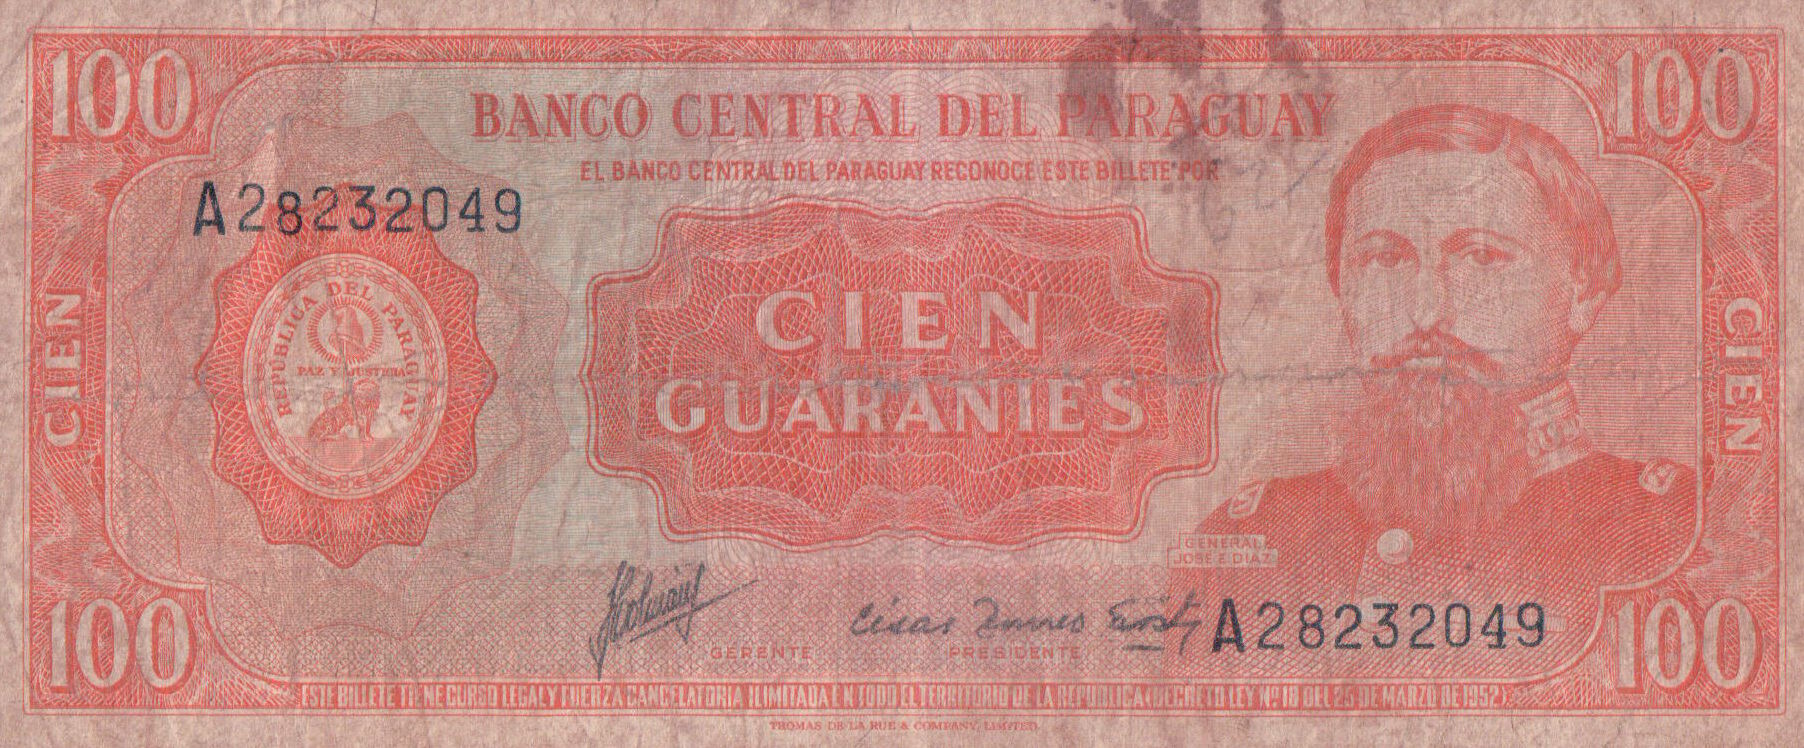 100
100
BANCO CENTRAL DEL PARAGUAY
EL BANCO CENTRAL DEL PARAGUAY RECONOCE ESTE BILLETE POR
A28232049
REPUBLICA DEL PARAGUAY
PAZ Y JUSTICIA
CIEN
GUARANIES
CIEN
CIEN
GENERAL
JOSE E. DIAZ
César Romeo Acosta
A28232049
GERENTE
PRESIDENTE
100
100
ESTE BILLETE TIENE CURSO LEGAL Y FUERZA CANCELATORIA ILIMITADA EN TODO EL TERRITORIO DE LA REPUBLICA (DECRETO LEY Nº 18 DEL 25 DE MARZO DE 1952)
THOMAS DE LA RUE & COMPANY, LIMITED.